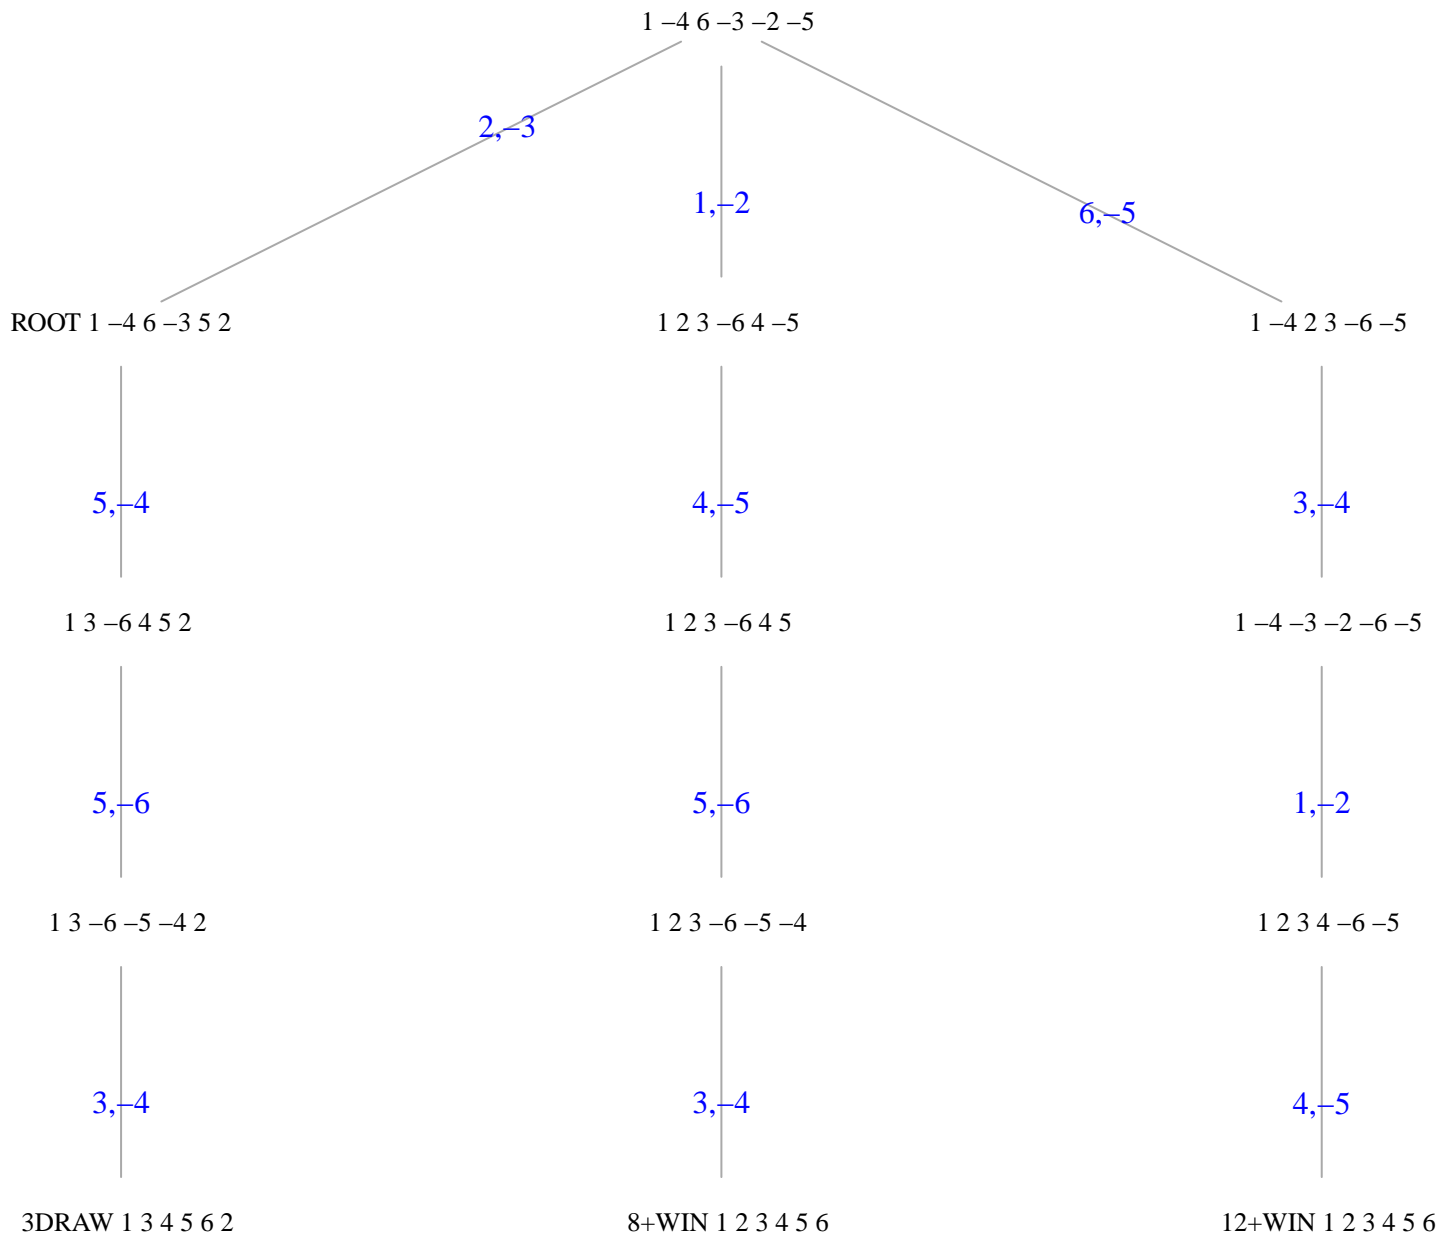 1 –4 6 –3 –2 –5
2,–3
1,–2
6,–5
ROOT 1 –4 6 –3 5 2
1 2 3 –6 4 –5
1 –4 2 3 –6 –5
5,–4
4,–5
3,–4
1 3 –6 4 5 2
1 2 3 –6 4 5
1 –4 –3 –2 –6 –5
5,–6
5,–6
1,–2
1 3 –6 –5 –4 2
1 2 3 –6 –5 –4
1 2 3 4 –6 –5
3,–4
3,–4
4,–5
3DRAW 1 3 4 5 6 2
8+WIN 1 2 3 4 5 6
12+WIN 1 2 3 4 5 6